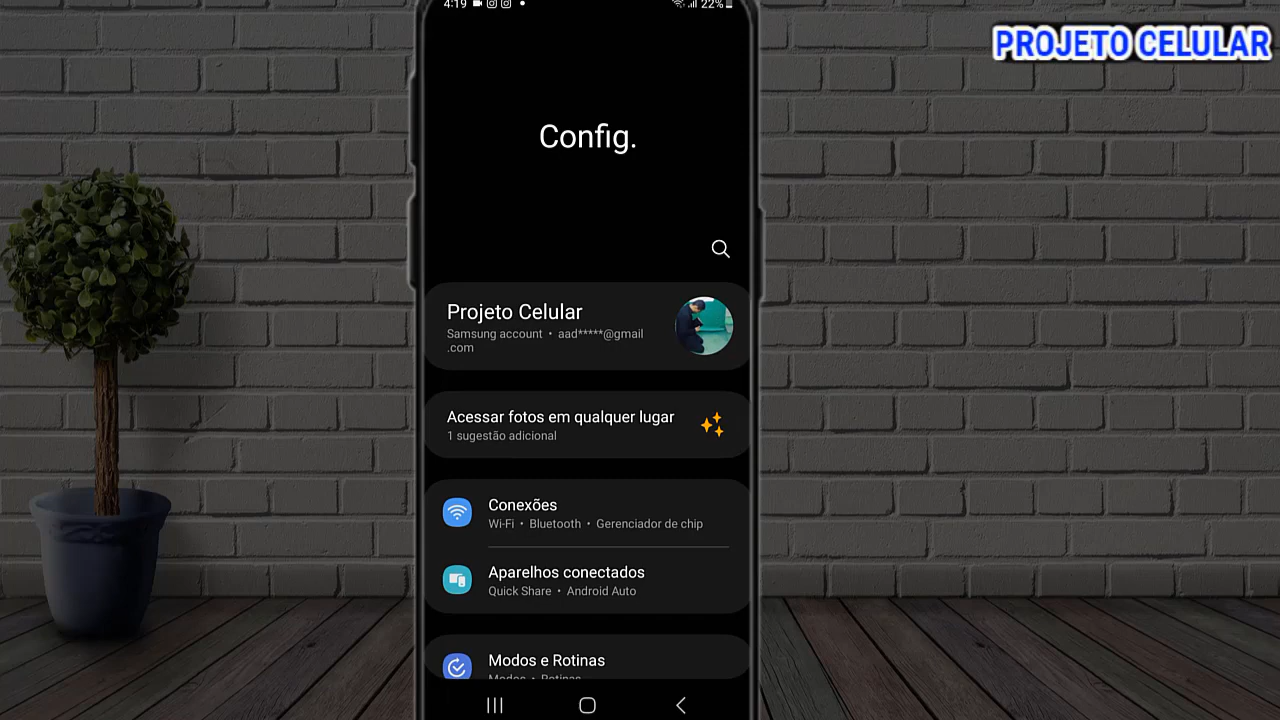 4:19 22%
PROJETO CELULAR
Config.
Projeto Celular
Samsung account • aad*****@gmail
.com
Acessar fotos em qualquer lugar
1 sugestão adicional
Conexões
Wi-Fi • Bluetooth • Gerenciador de chip
Aparelhos conectados
Quick Share • Android Auto
Modos e Rotinas
Modos • Rotinas